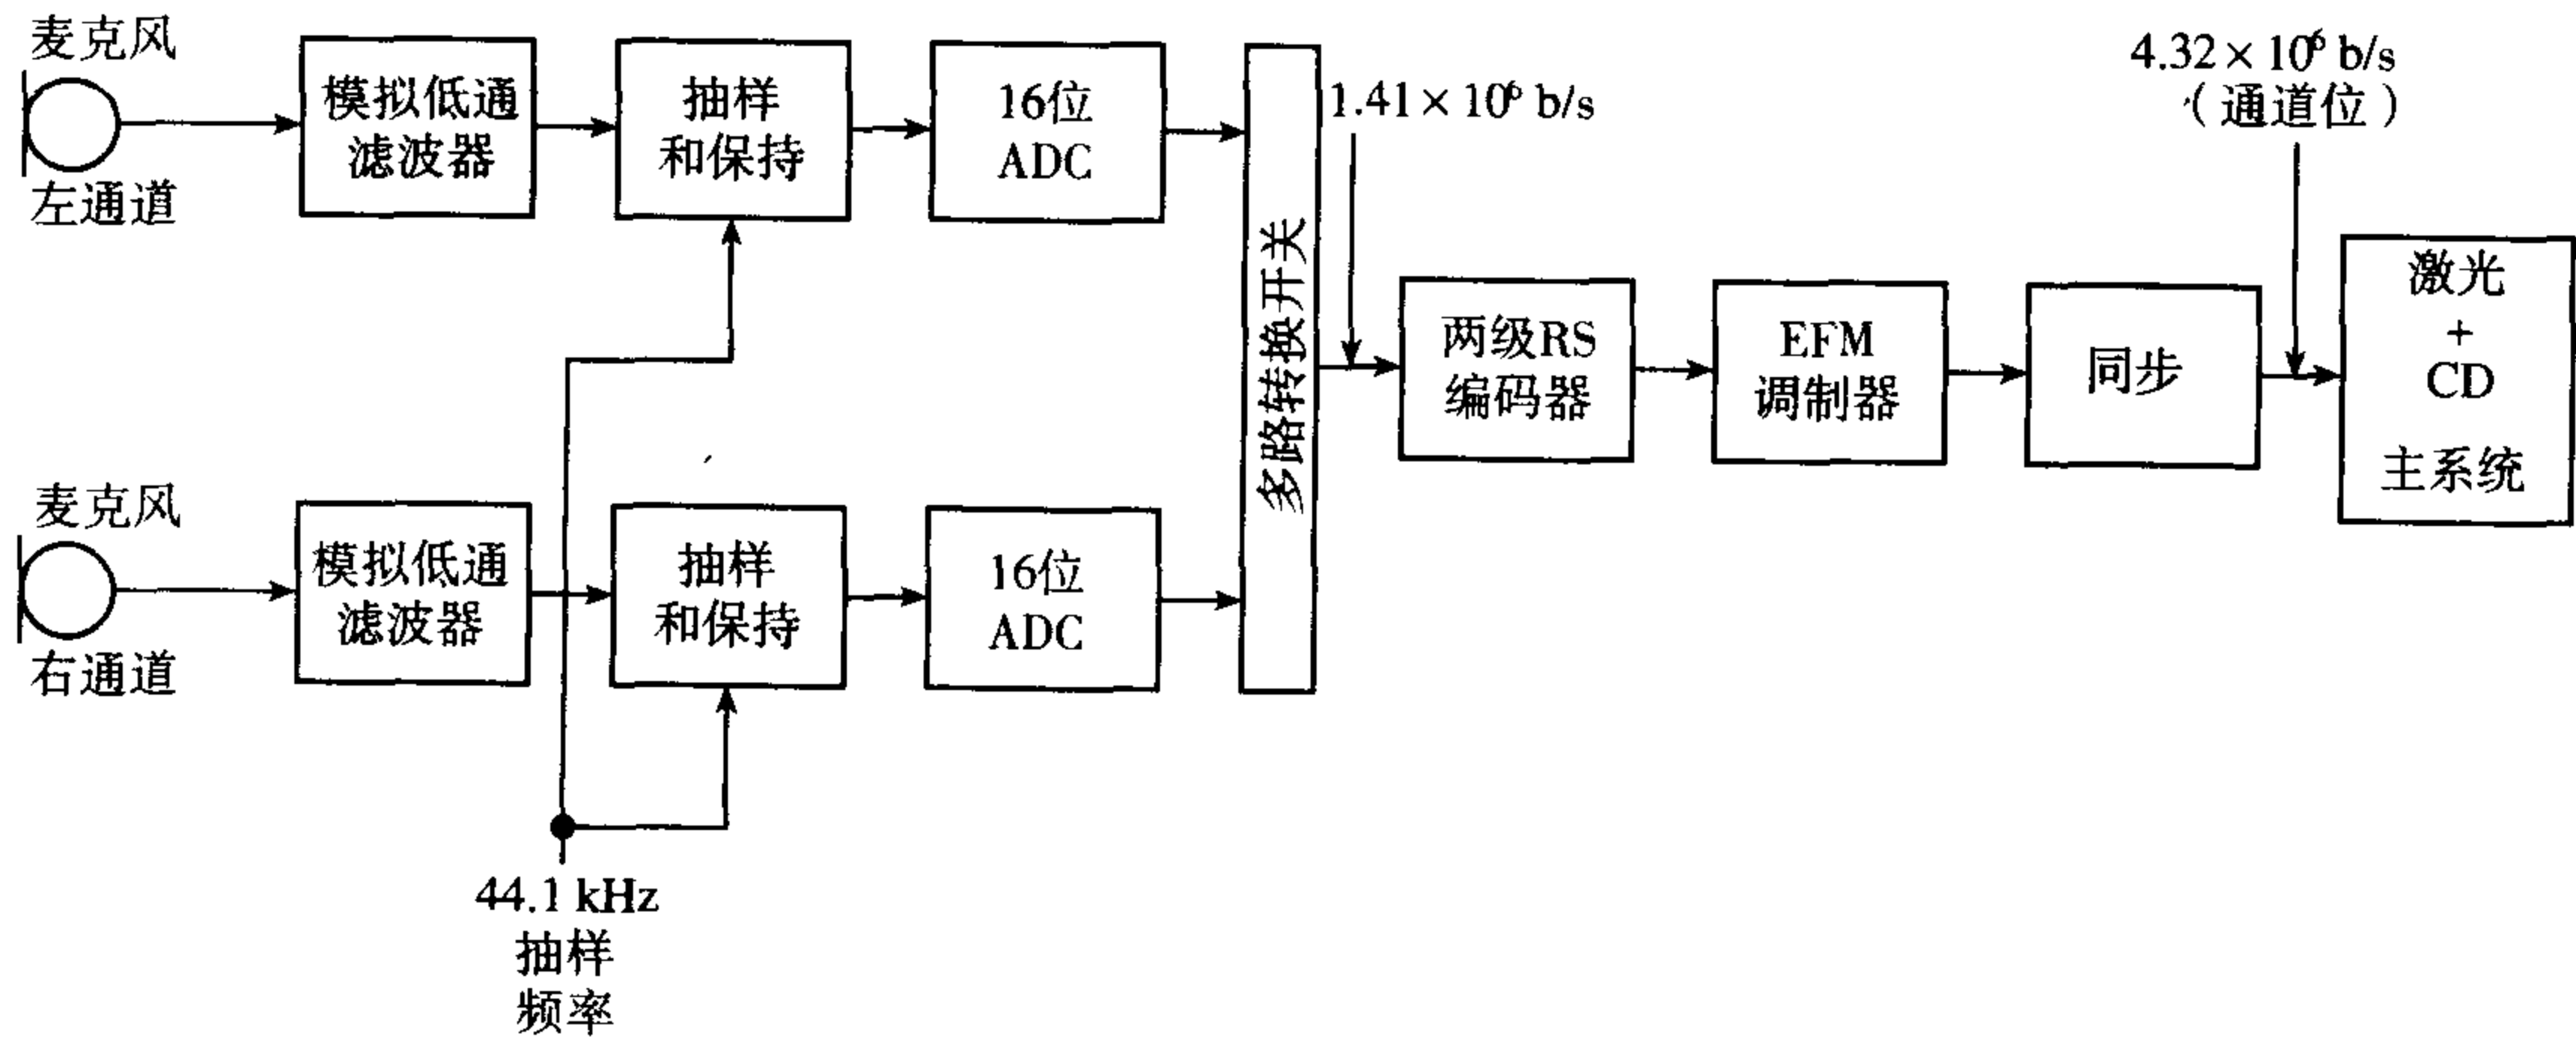 麦克风
左通道
模拟低通
滤波器
抽样
和保持
16位
ADC
多路转换开关
1.41×10⁶ b/s
两级RS
编码器
EFM
调制器
同步
4.32×10⁶ b/s
（通道位）
激光
+
CD
主系统
麦克风
右通道
模拟低通
滤波器
抽样
和保持
16位
ADC
44.1 kHz
抽样
频率